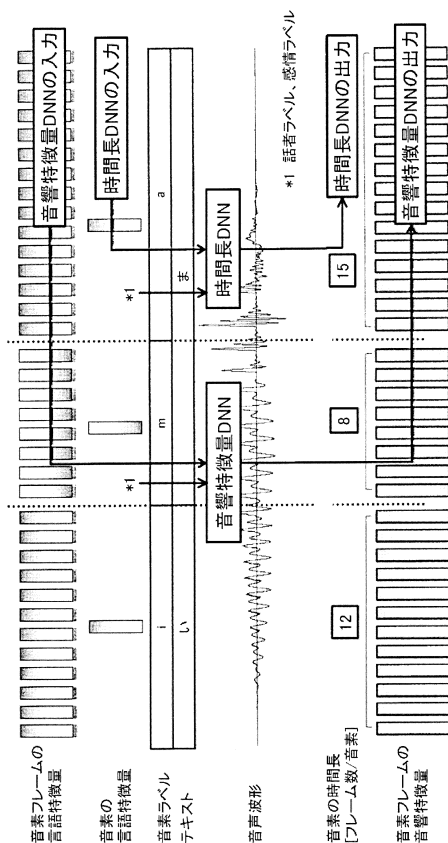 音素フレームの
言語特徴量
音響特徴量DNNの入力
音素の
言語特徴量
時間長DNNの入力
音素ラベル
i
m
a
テキスト
い
ま
*1
*1
音声波形
音響特徴量DNN
時間長DNN
*1 話者ラベル、感情ラベル
音素の時間長
[フレーム数/音素]
12
8
15
時間長DNNの出力
音素フレームの
音響特徴量
音響特徴量DNNの出力